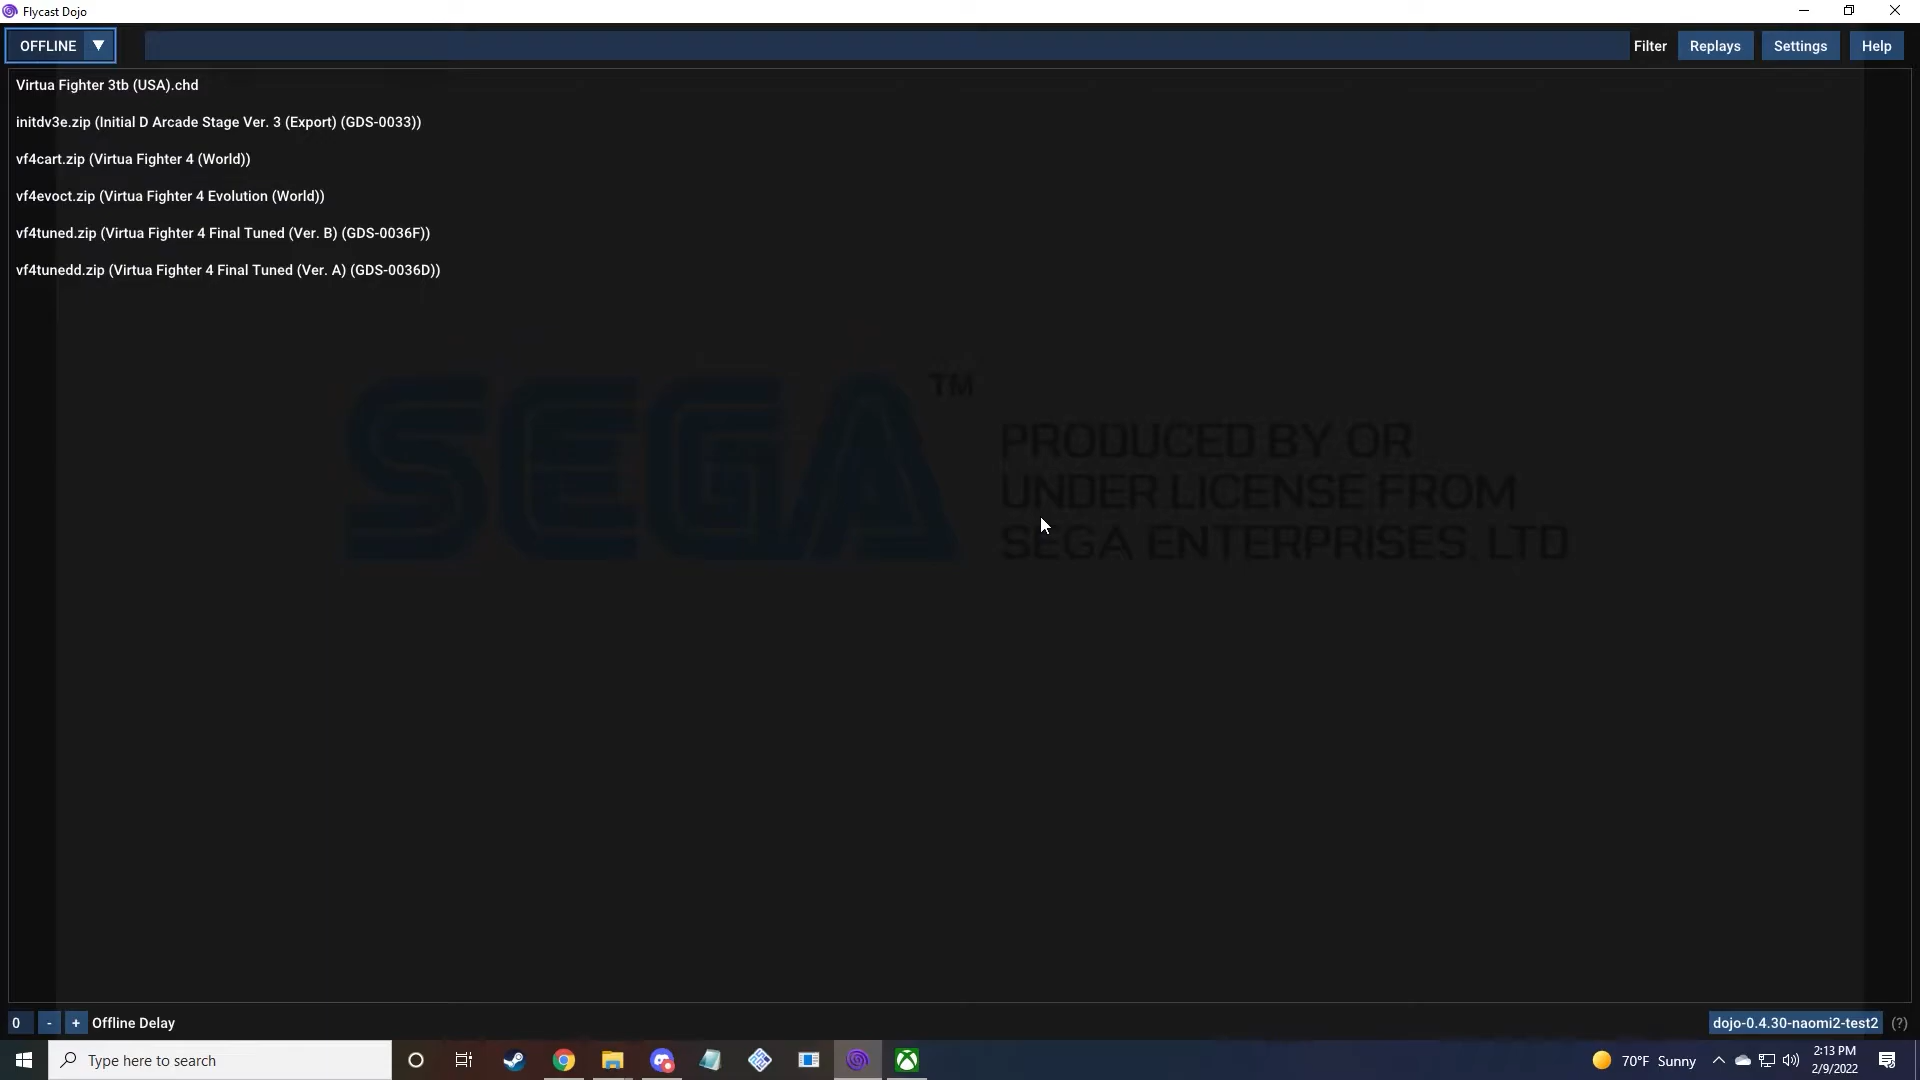 Flycast Dojo
OFFLINE
Filter
Replays
Settings
Help
Virtua Fighter 3tb (USA).chd
initdv3e.zip (Initial D Arcade Stage Ver. 3 (Export) (GDS-0033))
vf4cart.zip (Virtua Fighter 4 (World))
vf4evoct.zip (Virtua Fighter 4 Evolution (World))
vf4tuned.zip (Virtua Fighter 4 Final Tuned (Ver. B) (GDS-0036F))
vf4tunedd.zip (Virtua Fighter 4 Final Tuned (Ver. A) (GDS-0036D))
SEGA™
PRODUCED BY OR
UNDER LICENSE FROM
SEGA ENTERPRISES, LTD
0 - + Offline Delay
dojo-0.4.30-naomi2-test2 (?)
Type here to search
70°F Sunny
2:13 PM
2/9/2022